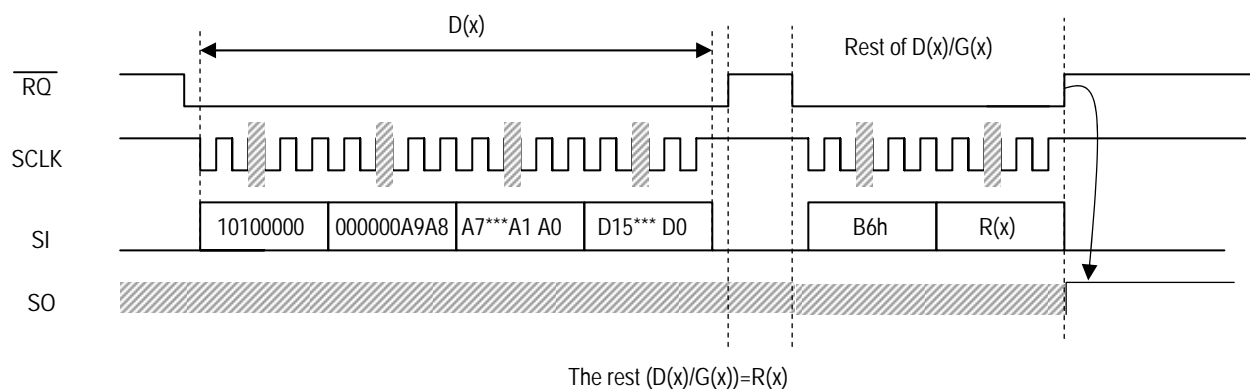 D(x)
Rest of D(x)/G(x)
RQ
SCLK
SI
10100000 000000A9A8 A7***A1 A0 D15*** D0 B6h R(x)
SO
The rest (D(x)/G(x))=R(x)